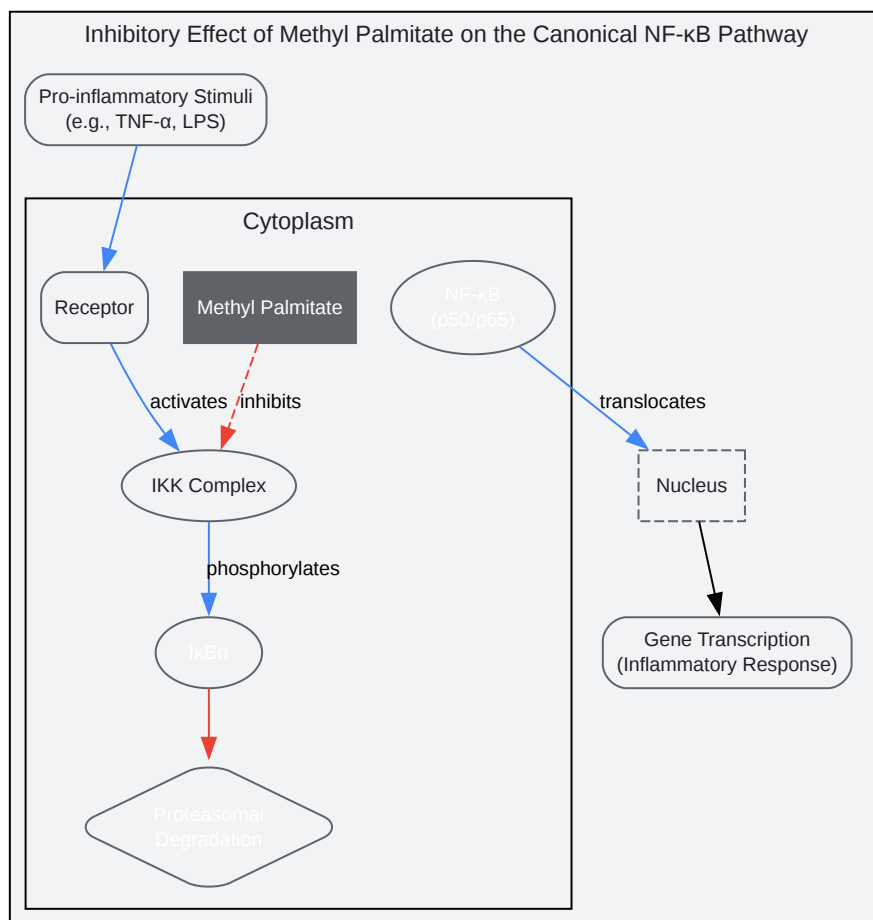 Inhibitory Effect of Methyl Palmitate on the Canonical NF-κB Pathway
Pro-inflammatory Stimuli
(e.g., TNF-α, LPS)
Cytoplasm
Receptor
Methyl Palmitate
NF-κB
(p50/p65)
activates
inhibits
translocates
IKK Complex
Nucleus
phosphorylates
IκBα
Gene Transcription
(Inflammatory Response)
Proteasomal
Degradation